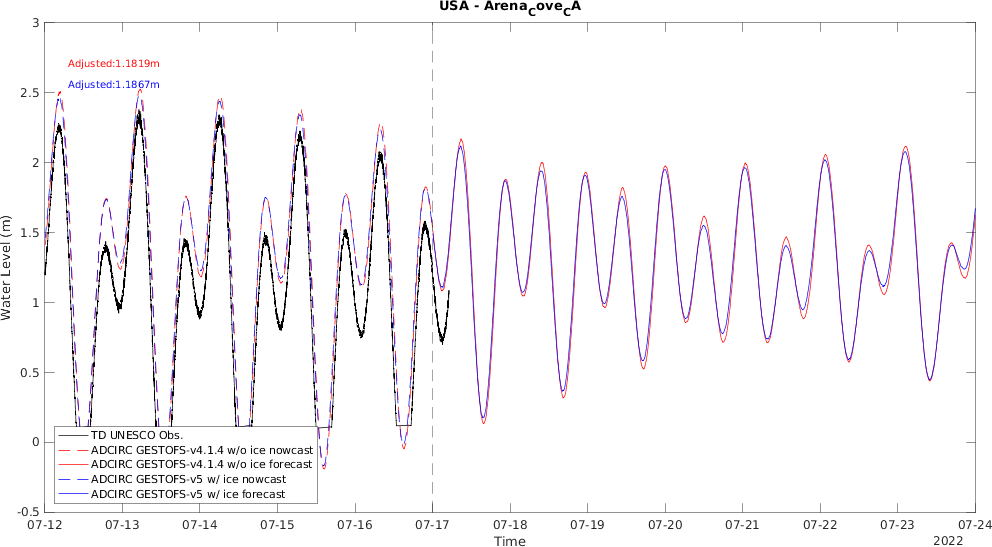 USA - ArenaCoveCA
3
Adjusted:1.1819m
Adjusted:1.1867m
2.5
2
1.5
1
0.5
0
-0.5
Water Level (m)
TD UNESCO Obs.
ADCIRC GESTOFS-v4.1.4 w/o ice nowcast
ADCIRC GESTOFS-v4.1.4 w/o ice forecast
ADCIRC GESTOFS-v5 w/ ice nowcast
ADCIRC GESTOFS-v5 w/ ice forecast
07-12 07-13 07-14 07-15 07-16 07-17 07-18 07-19 07-20 07-21 07-22 07-23 07-24
Time
2022